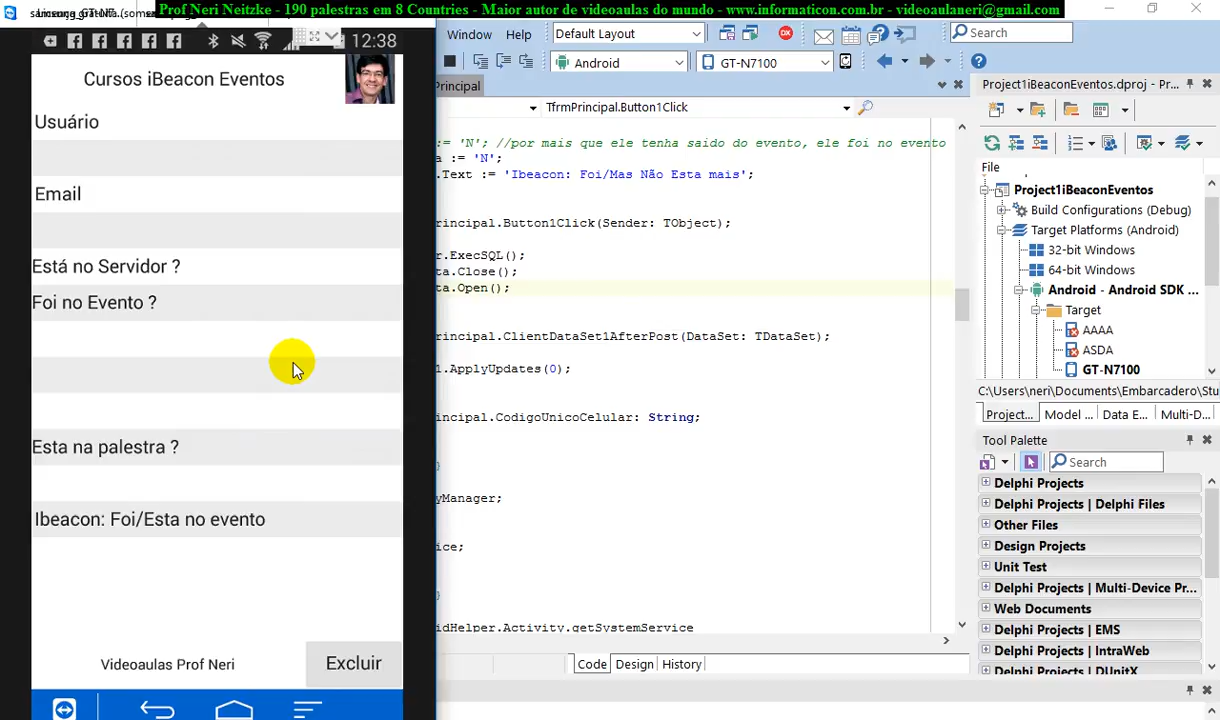 Prof Neri Neitzke - 190 palestras em 8 Countries - Maior autor de videoaulas do mundo - www.informaticon.com.br - videoaulaneri@gmail.com
12:38
Cursos iBeacon Eventos
Usuário
Email
Está no Servidor ?
Foi no Evento ?
Esta na palestra ?
Ibeacon: Foi/Esta no evento
Videoaulas Prof Neri
Excluir
Window Help Default Layout Search
Android GT-N7100
Principal
TfrmPrincipal.Button1Click
:= 'N'; //por mais que ele tenha saido do evento, ele foi no evento
a := 'N';
.Text := 'Ibeacon: Foi/Mas Não Esta mais';
rincipal.Button1Click(Sender: TObject);
r.ExecSQL();
ta.Close();
ta.Open();
rincipal.ClientDataSet1AfterPost(DataSet: TDataSet);
1.ApplyUpdates(0);
rincipal.CodigoUnicoCelular: String;
}
yManager;
ice;
}
idHelper.Activity.getSystemService
Code Design History
Project1iBeaconEventos.dproj - Pr...
File
Project1iBeaconEventos
Build Configurations (Debug)
Target Platforms (Android)
32-bit Windows
64-bit Windows
Android - Android SDK ...
Target
AAAA
ASDA
GT-N7100
C:\Users\neri\Documents\Embarcadero\Stu
Project... Model ... Data E... Multi-D...
Tool Palette
Search
Delphi Projects
Delphi Projects | Delphi Files
Other Files
Design Projects
Unit Test
Delphi Projects | Multi-Device Pr...
Web Documents
Delphi Projects | EMS
Delphi Projects | IntraWeb
Delphi Projects | DUnitX